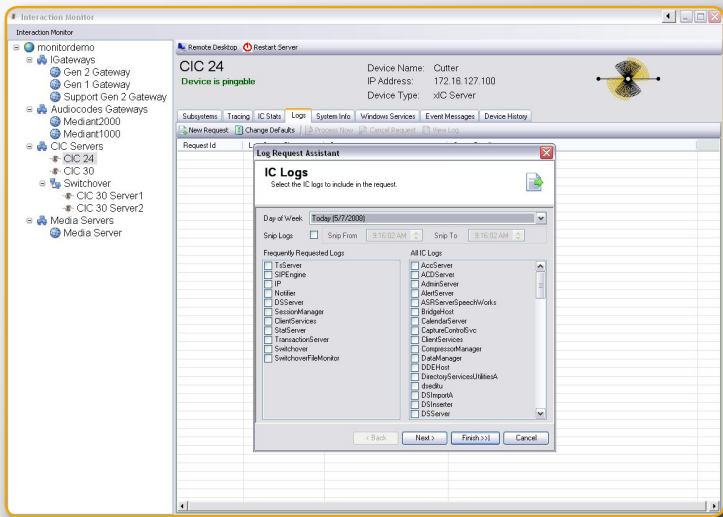 Interaction Monitor
Interaction Monitor
monitordemo
IGateways
Gen 2 Gateway
Gen 1 Gateway
Support Gen 2 Gateway
Audiocodes Gateways
Mediant2000
Mediant1000
CIC Servers
CIC 24
CIC 30
Switchover
CIC 30 Server1
CIC 30 Server2
Media Servers
Media Server
Remote Desktop Restart Server
CIC 24
Device is pingable
Device Name: Cutter
IP Address: 172.16.127.100
Device Type: xIC Server
Subsystems Tracing IC Stats Logs System Info Windows Services Event Messages Device History
New Request Change Defaults Process Now Cancel Request View Log
Request Id
Log Request Assistant
IC Logs
Select the IC logs to include in the request.
Day of Week Today (5/7/2008)
Snip Logs Snip From 9:16:02 AM Snip To 9:16:02 AM
Frequently Requested Logs
TsServer
SIPEngine
IP
Notifier
DSServer
SessionManager
ClientServices
StatServer
TransactionServer
Switchover
SwitchoverFileMonitor
All IC Logs
AccServer
ACDServer
AdminServer
AlertServer
ASRServerSpeechWorks
BridgeHost
CalendarServer
CaptureControlSvc
ClientServices
CompressorManager
DataManager
DDEHost
DirectoryServicesUtilitiesA
dseditu
DSImportA
DSInserter
DSServer
< Back Next > Finish >>| Cancel